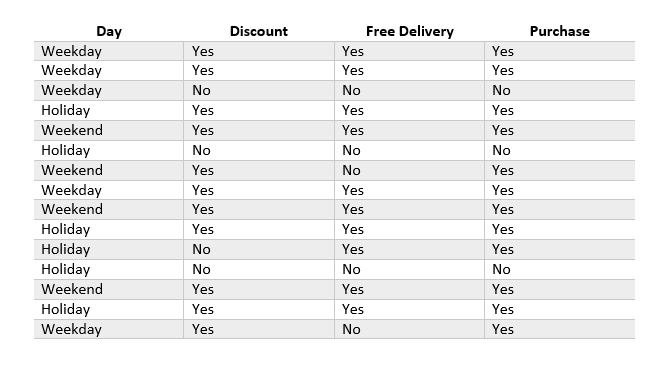 Day Discount Free Delivery Purchase
Weekday Yes Yes Yes
Weekday Yes Yes Yes
Weekday No No No
Holiday Yes Yes Yes
Weekend Yes Yes Yes
Holiday No No No
Weekend Yes No Yes
Weekday Yes Yes Yes
Weekend Yes Yes Yes
Holiday Yes Yes Yes
Holiday No Yes Yes
Holiday No No No
Weekend Yes Yes Yes
Holiday Yes Yes Yes
Weekday Yes No Yes